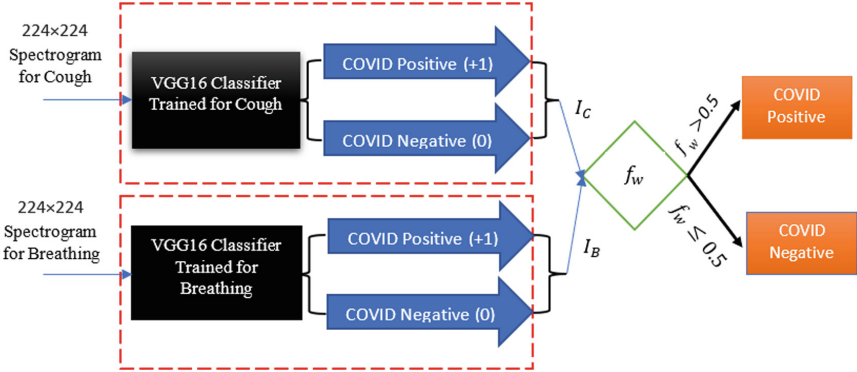 224×224
Spectrogram
for Cough
VGG16 Classifier
Trained for Cough
COVID Positive (+1)
COVID Negative (0)
I_C
224×224
Spectrogram
for Breathing
VGG16 Classifier
Trained for
Breathing
COVID Positive (+1)
COVID Negative (0)
I_B
f_w
f_w >0.5
f_w ≤ 0.5
COVID
Positive
COVID
Negative